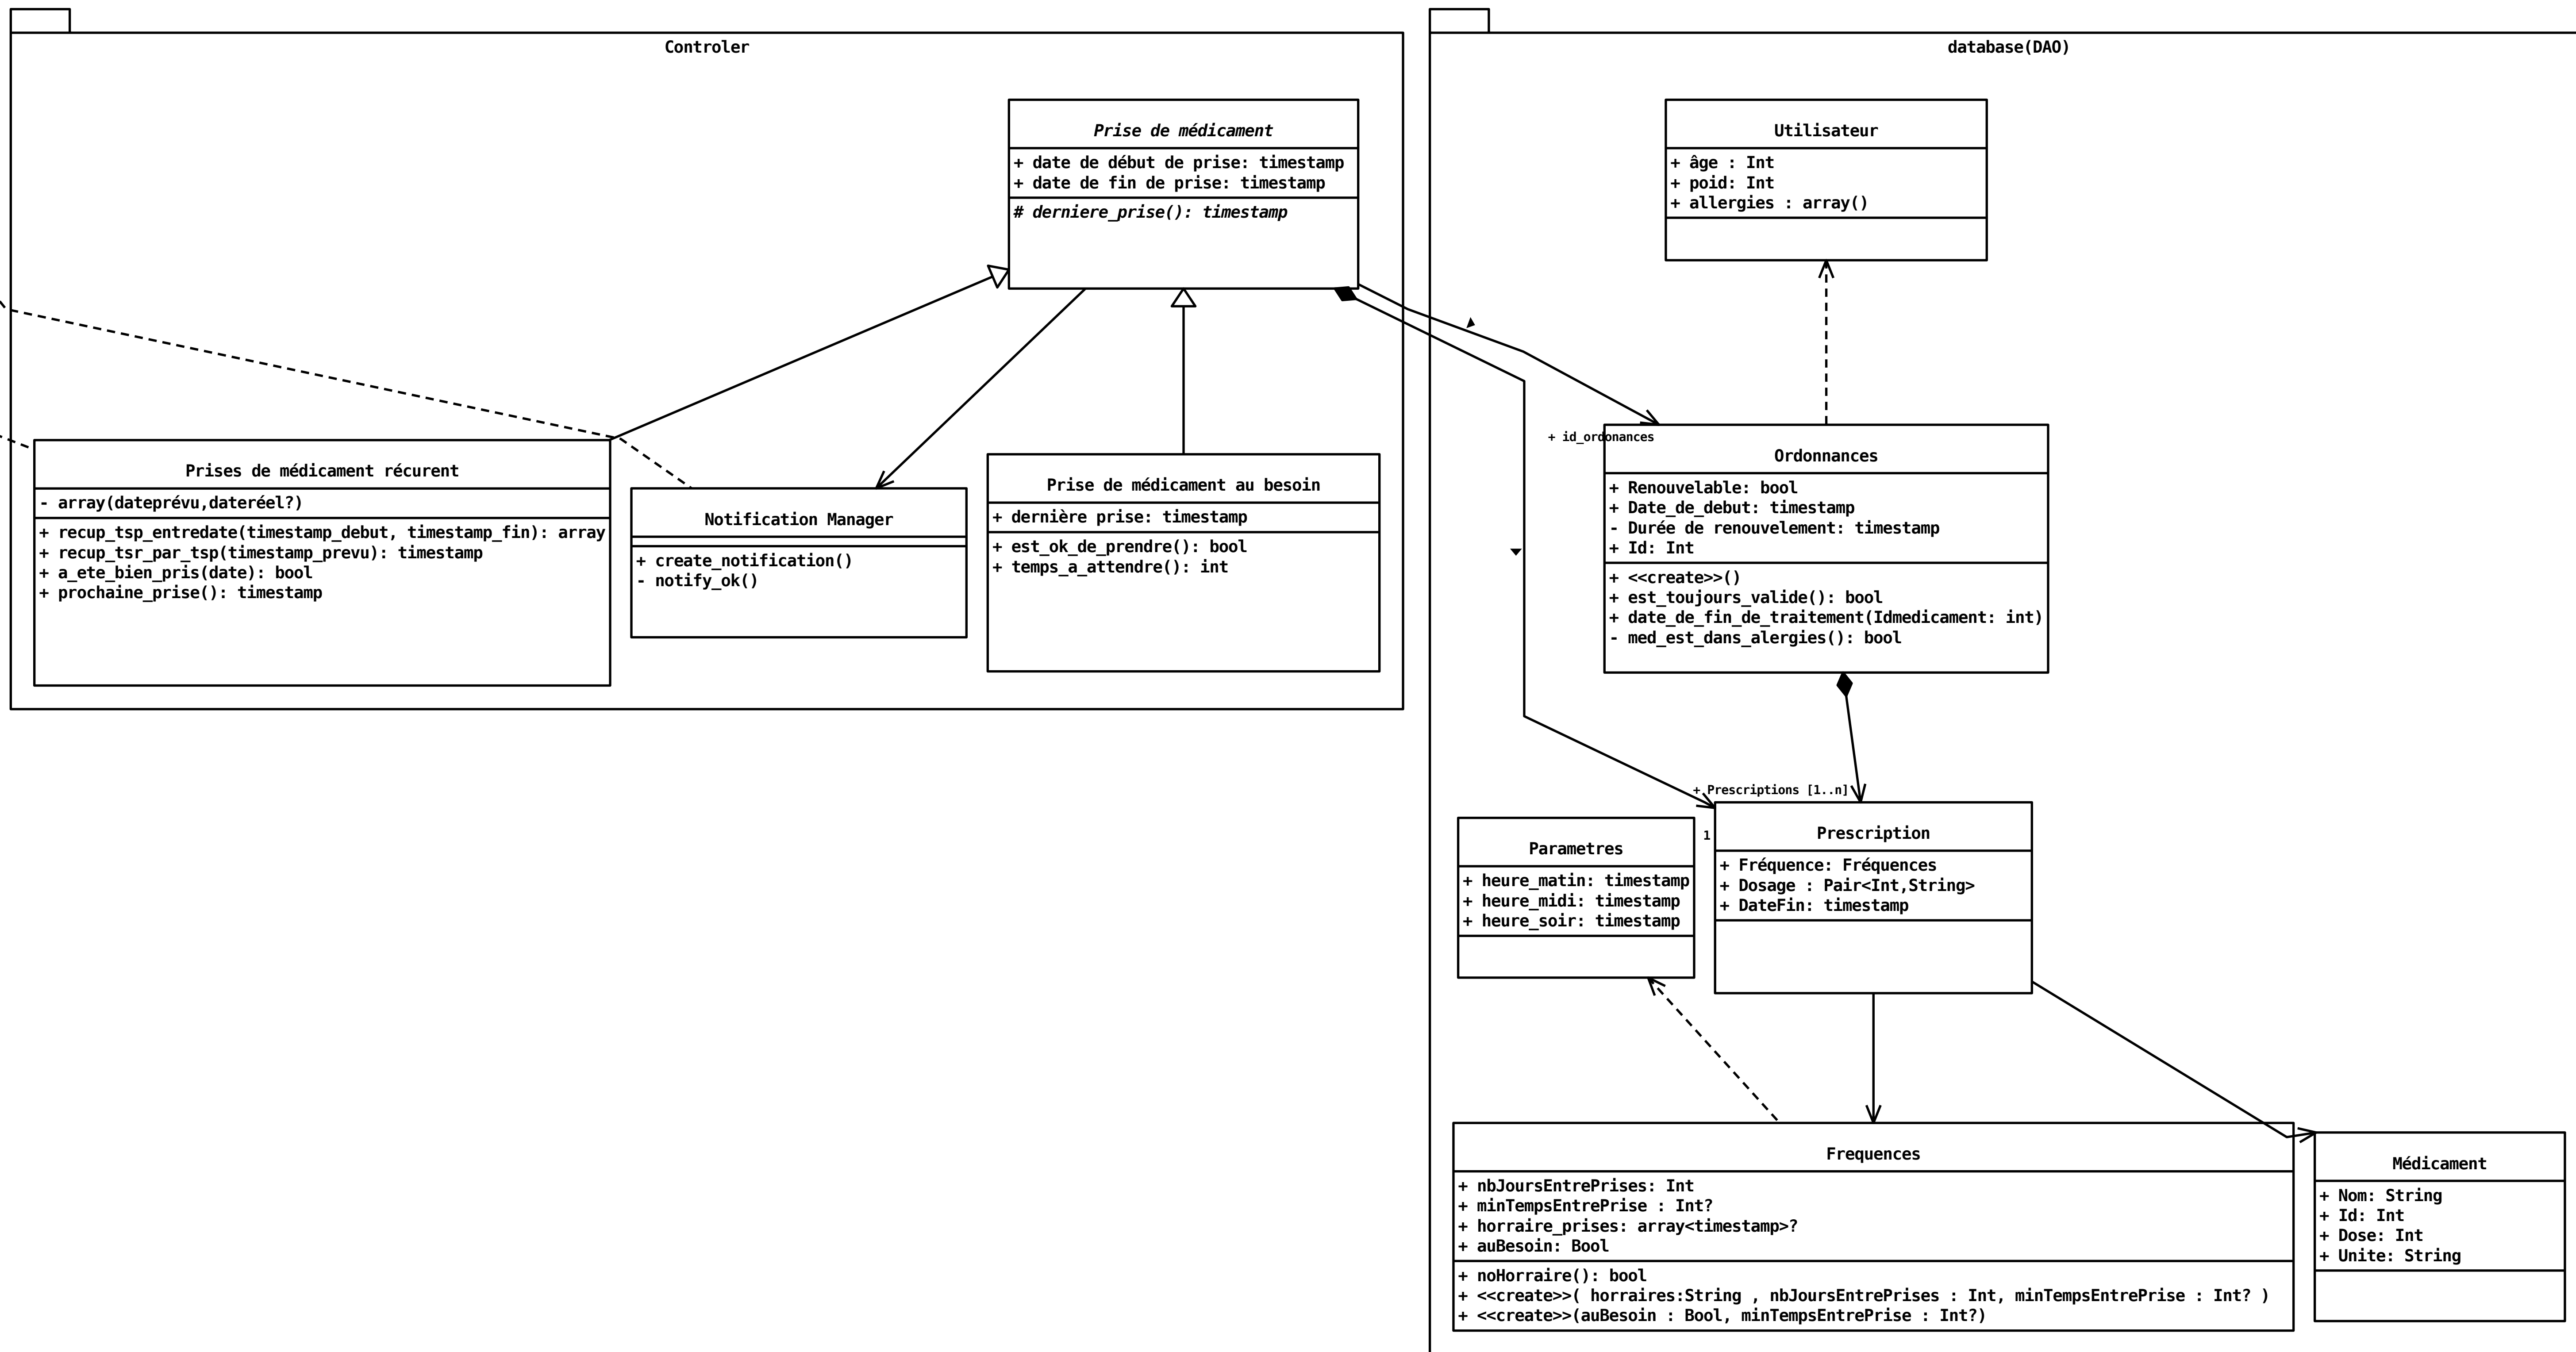 Controler
Prise de médicament
+ date de début de prise: timestamp
+ date de fin de prise: timestamp
# derniere_prise(): timestamp
Prises de médicament récurent
- array(dateprévu,dateréel?)
+ recup_tsp_entredate(timestamp_debut, timestamp_fin): array
+ recup_tsr_par_tsp(timestamp_prevu): timestamp
+ a_ete_bien_pris(date): bool
+ prochaine_prise(): timestamp
Notification Manager
+ create_notification()
- notify_ok()
Prise de médicament au besoin
+ dernière prise: timestamp
+ est_ok_de_prendre(): bool
+ temps_a_attendre(): int
database(DAO)
Utilisateur
+ âge : Int
+ poid: Int
+ allergies : array()
+ id_ordonances
Ordonnances
+ Renouvelable: bool
+ Date_de_debut: timestamp
- Durée de renouvelement: timestamp
+ Id: Int
+ <<create>>()
+ est_toujours_valide(): bool
+ date_de_fin_de_traitement(Idmedicament: int)
- med_est_dans_alergies(): bool
+ Prescriptions [1..n]
1
Parametres
+ heure_matin: timestamp
+ heure_midi: timestamp
+ heure_soir: timestamp
Prescription
+ Fréquence: Fréquences
+ Dosage : Pair<Int,String>
+ DateFin: timestamp
Frequences
+ nbJoursEntrePrises: Int
+ minTempsEntrePrise : Int?
+ horraire_prises: array<timestamp>?
+ auBesoin: Bool
+ noHorraire(): bool
+ <<create>>( horraires:String , nbJoursEntrePrises : Int, minTempsEntrePrise : Int? )
+ <<create>>(auBesoin : Bool, minTempsEntrePrise : Int?)
Médicament
+ Nom: String
+ Id: Int
+ Dose: Int
+ Unite: String